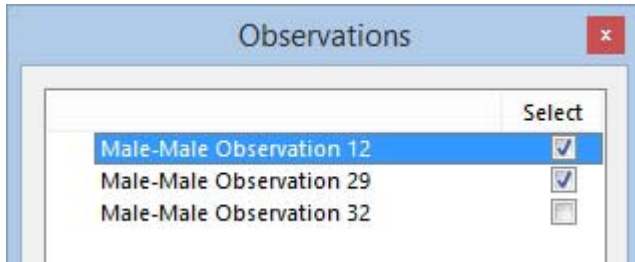 Observations
x
Select
Male-Male Observation 12
Male-Male Observation 29
Male-Male Observation 32